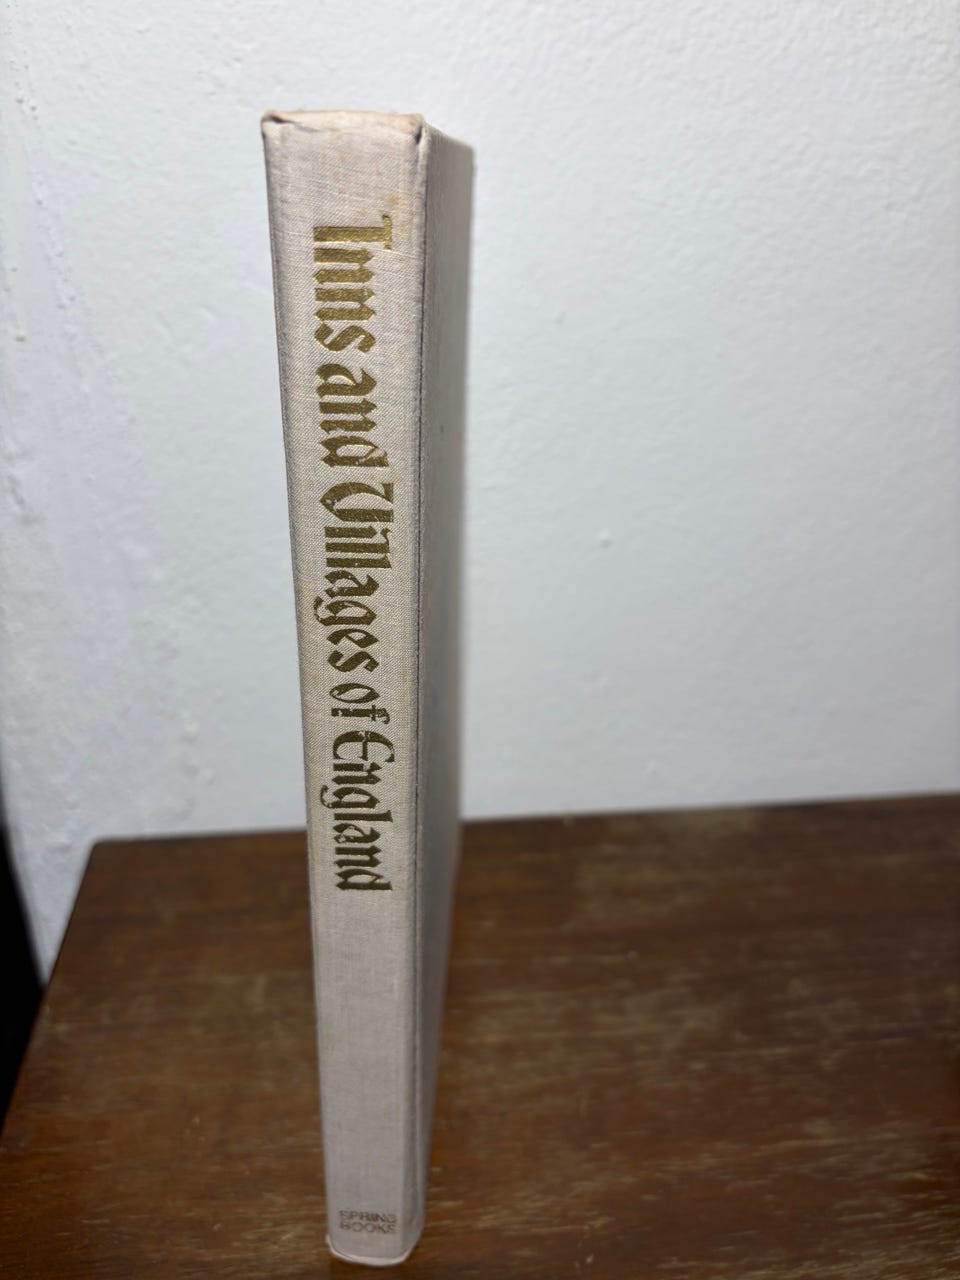 Inns and Villages of England
SPRING
BOOKS